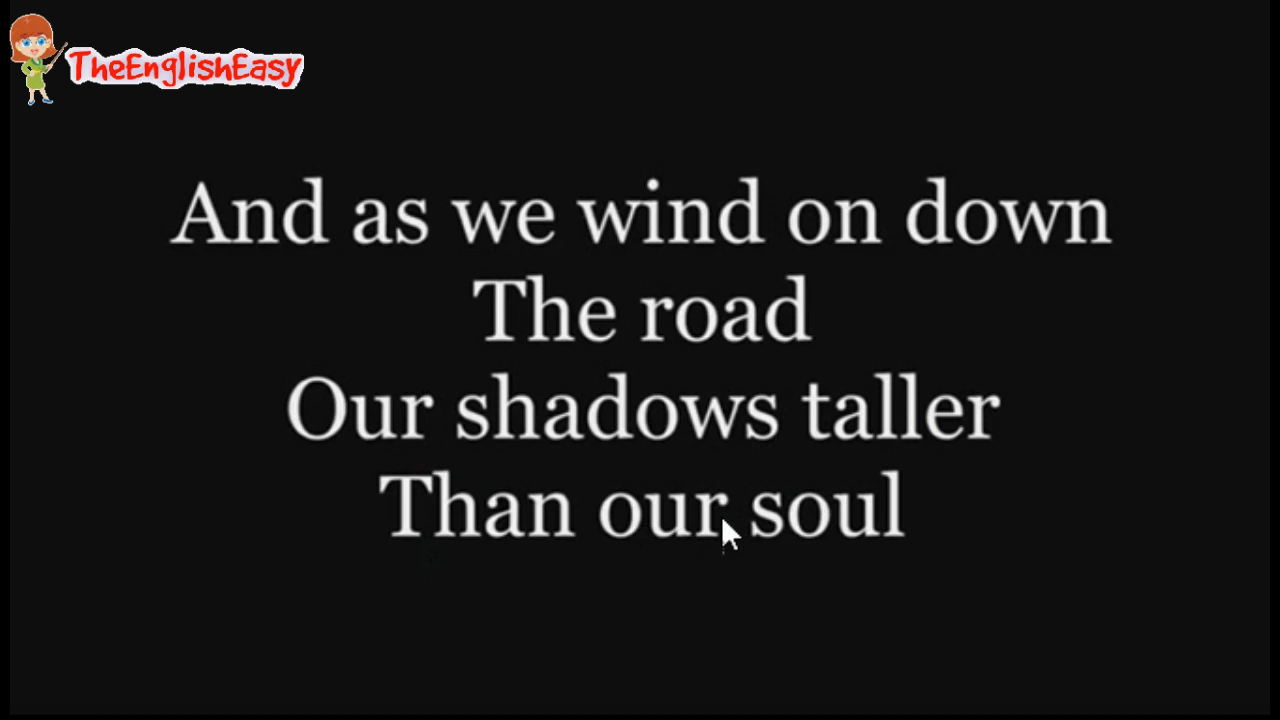 TheEnglishEasy
And as we wind on down
The road
Our shadows taller
Than our soul